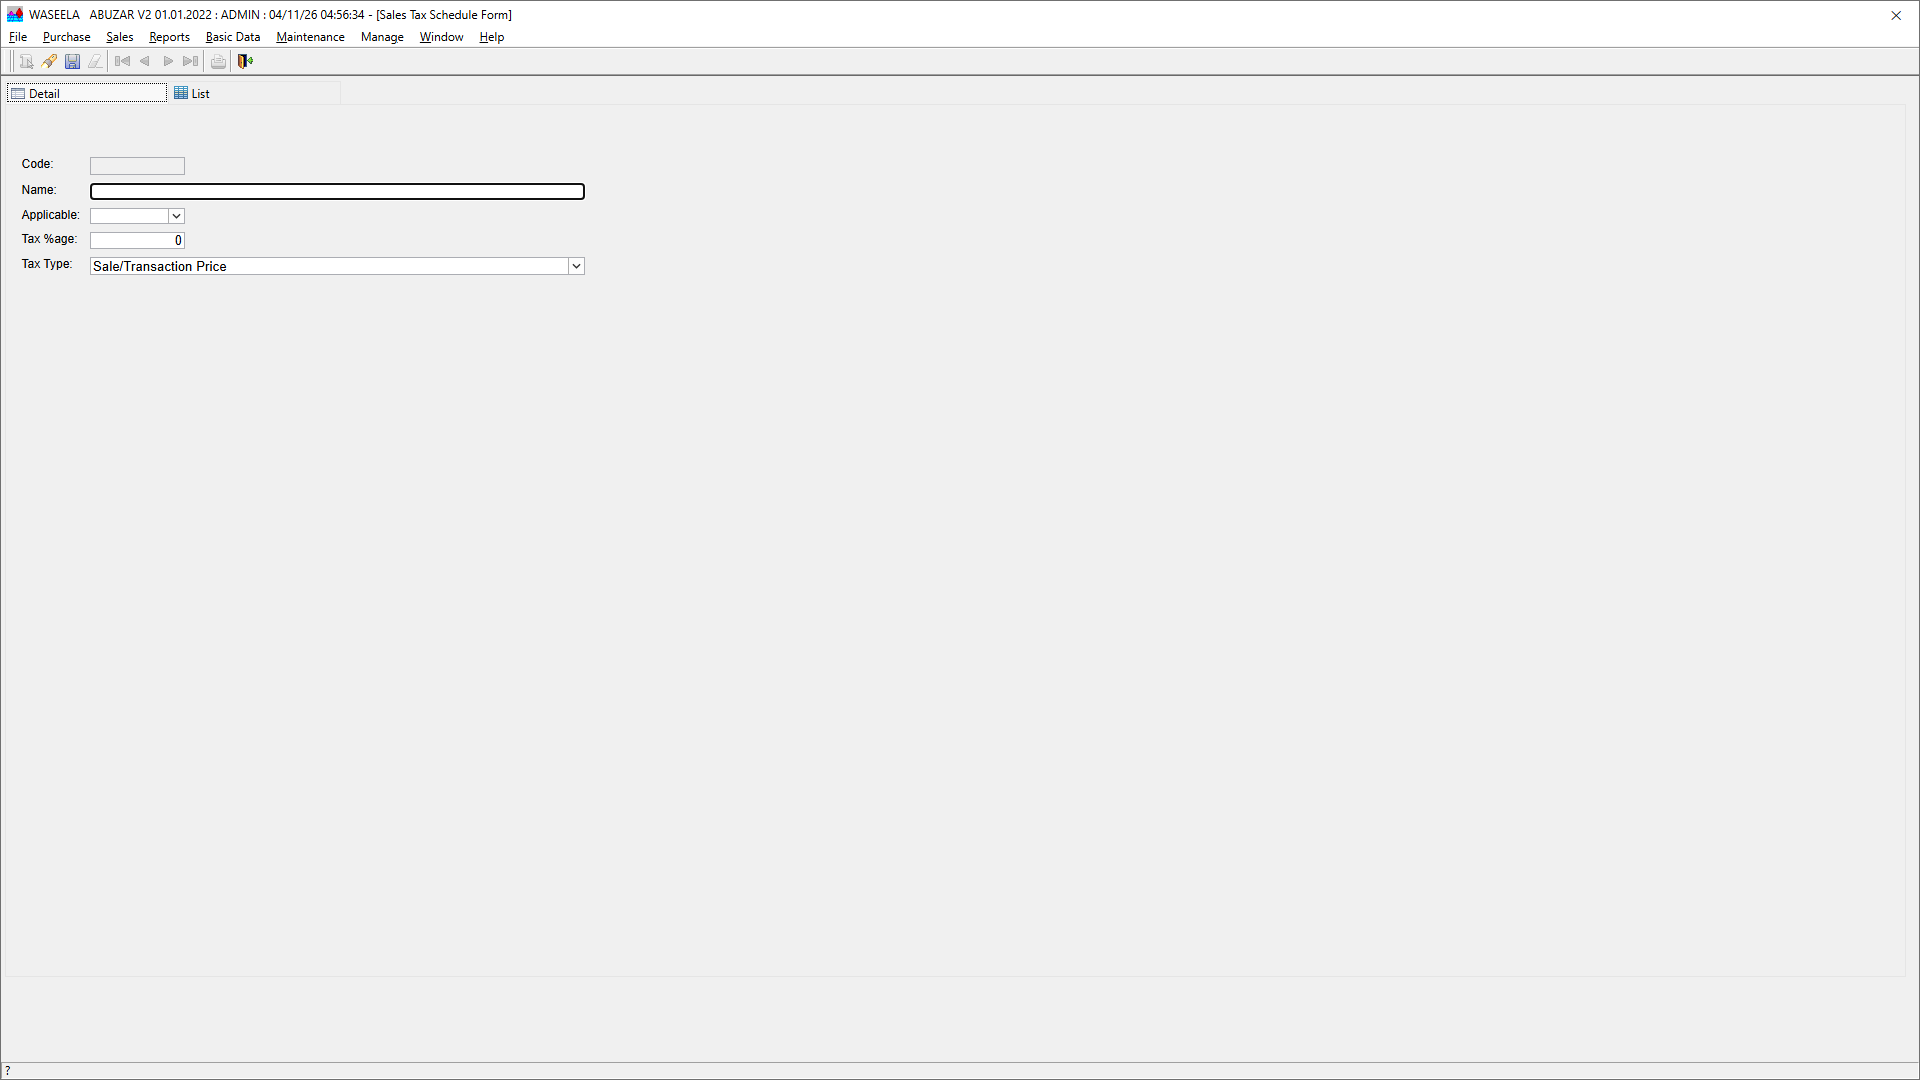 WASEELA ABUZAR V2 01.01.2022 : ADMIN : 04/11/26 04:56:34 - [Sales Tax Schedule Form]
File Purchase Sales Reports Basic Data Maintenance Manage Window Help
Detail List
Code:
Name:
Applicable:
Tax %age: 0
Tax Type: Sale/Transaction Price
?